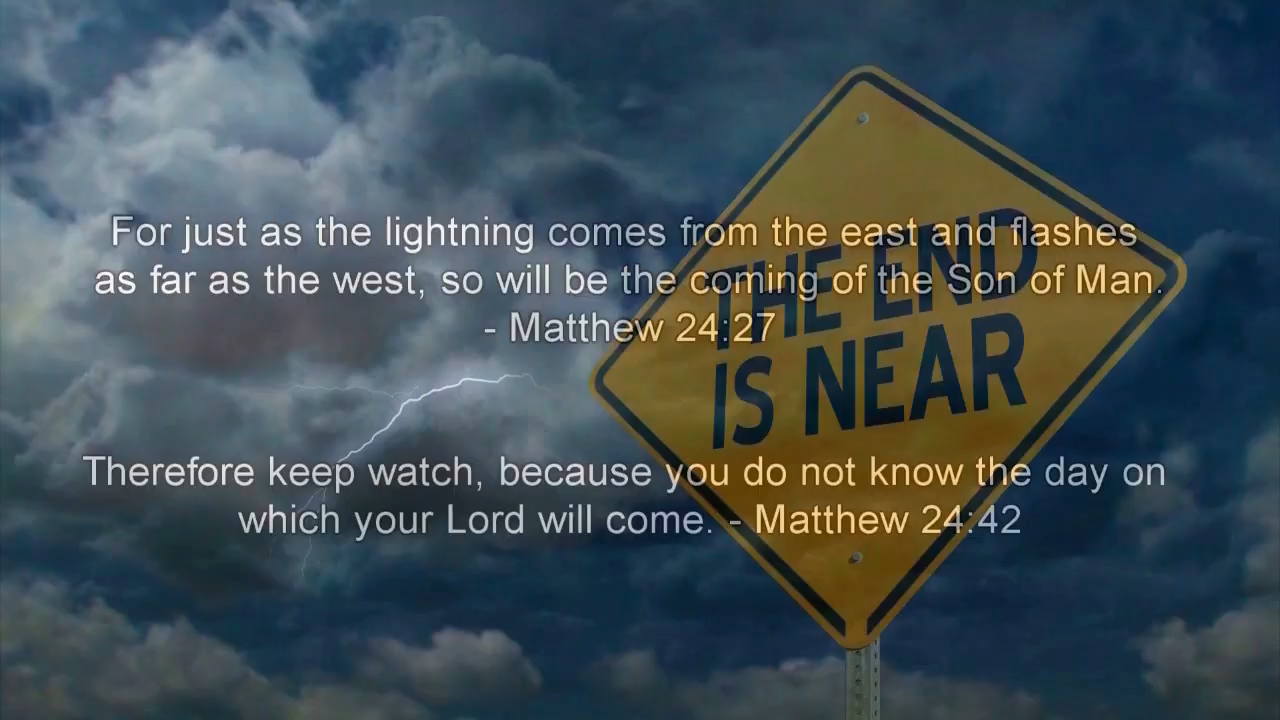 For just as the lightning comes from the east and flashes
as far as the west, so will be the coming of the Son of Man.
- Matthew 24:27
THE END
IS NEAR
Therefore keep watch, because you do not know the day on
which your Lord will come. - Matthew 24:42